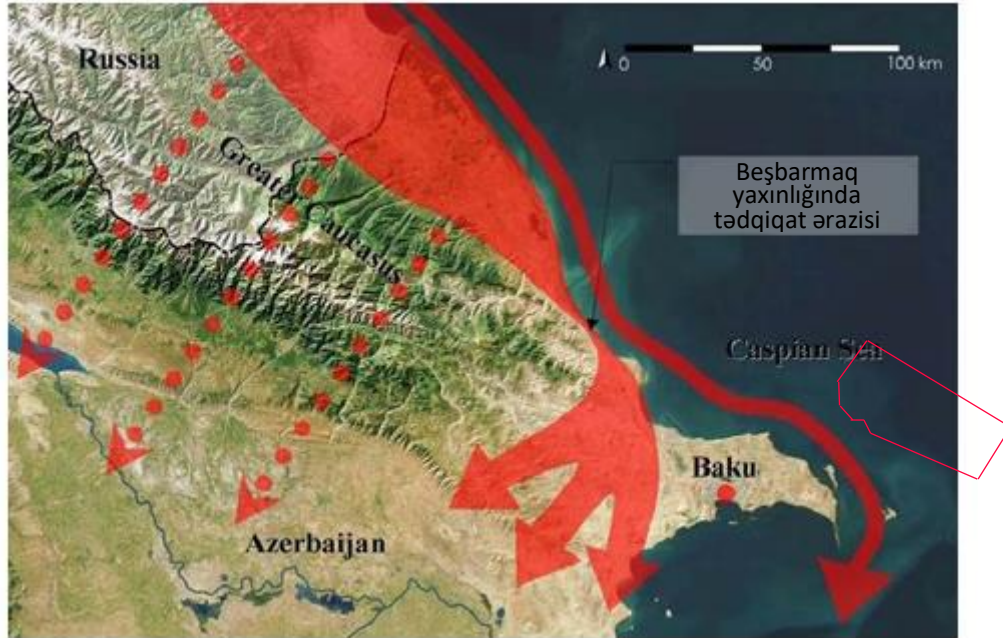 Russia
0 50 100 km
Greater Caucasus
Beşbarmaq
yaxınlığında
tədqiqat ərazisi
Caspian Sea
Baku
Azerbaijan